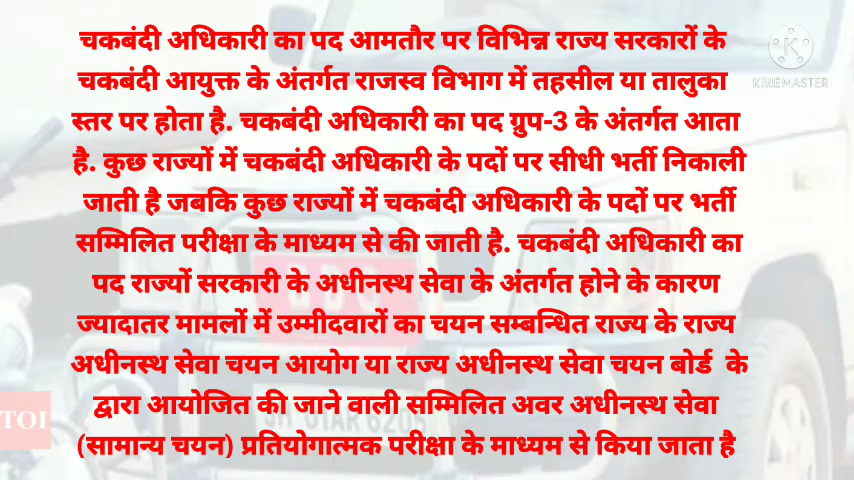 चकबंदी अधिकारी का पद आमतौर पर विभिन्न राज्य सरकारों के
चकबंदी आयुक्त के अंतर्गत राजस्व विभाग में तहसील या तालुका
स्तर पर होता है. चकबंदी अधिकारी का पद ग्रुप-3 के अंतर्गत आता
है. कुछ राज्यों में चकबंदी अधिकारी के पदों पर सीधी भर्ती निकाली
जाती है जबकि कुछ राज्यों में चकबंदी अधिकारी के पदों पर भर्ती
सम्मिलित परीक्षा के माध्यम से की जाती है. चकबंदी अधिकारी का
पद राज्यों सरकारी के अधीनस्थ सेवा के अंतर्गत होने के कारण
ज्यादातर मामलों में उम्मीदवारों का चयन सम्बन्धित राज्य के राज्य
अधीनस्थ सेवा चयन आयोग या राज्य अधीनस्थ सेवा चयन बोर्ड के
द्वारा आयोजित की जाने वाली सम्मिलित अवर अधीनस्थ सेवा
(सामान्य चयन) प्रतियोगात्मक परीक्षा के माध्यम से किया जाता है
KINEMASTER
TOI